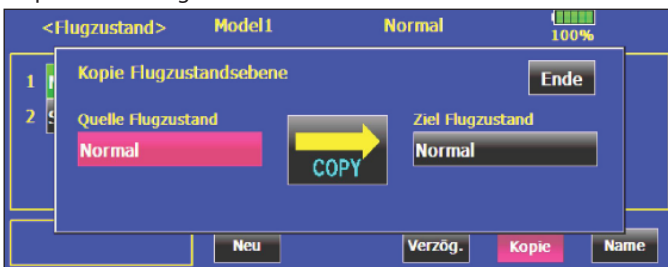 <Flugzustand> Model1 Normal 100%
Kopie Flugzustandsebene Ende
1
2 S
Quelle Flugzustand Ziel Flugzustand
Normal COPY Normal
Neu Verzög. Kopie Name